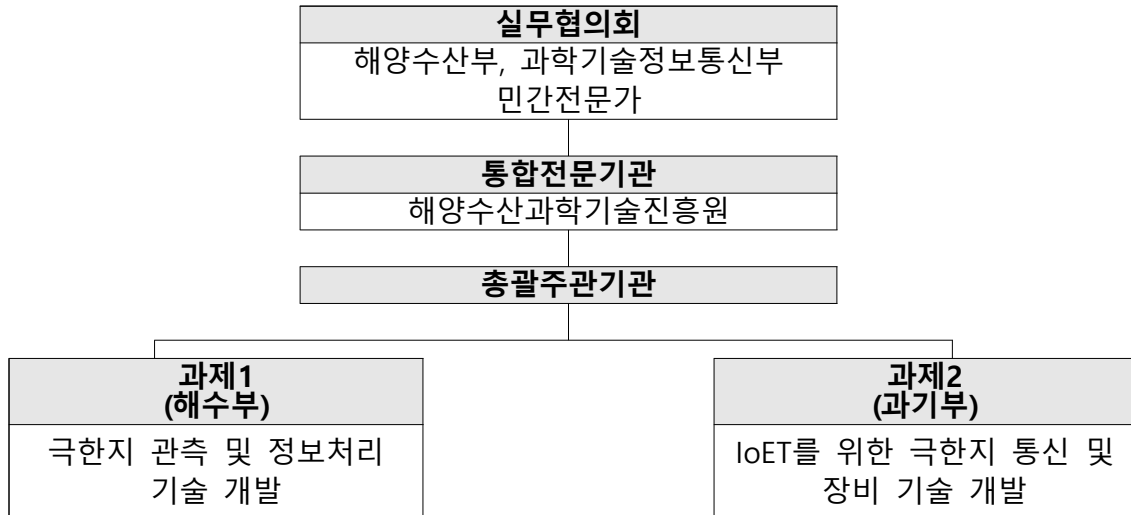 실무협의회
해양수산부, 과학기술정보통신부
민간전문가
통합전문기관
해양수산과학기술진흥원
총괄주관기관
과제1
(해수부)
극한지 관측 및 정보처리
기술 개발
과제2
(과기부)
IoET를 위한 극한지 통신 및
장비 기술 개발